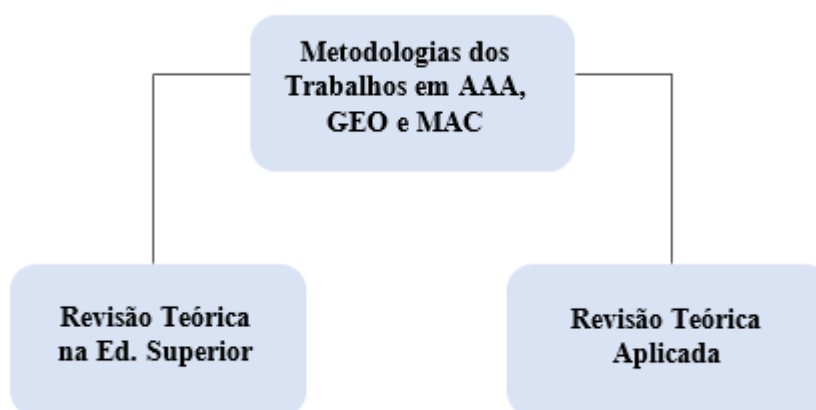 Metodologias dos
Trabalhos em AAA,
GEO e MAC
Revisão Teórica
na Ed. Superior
Revisão Teórica
Aplicada